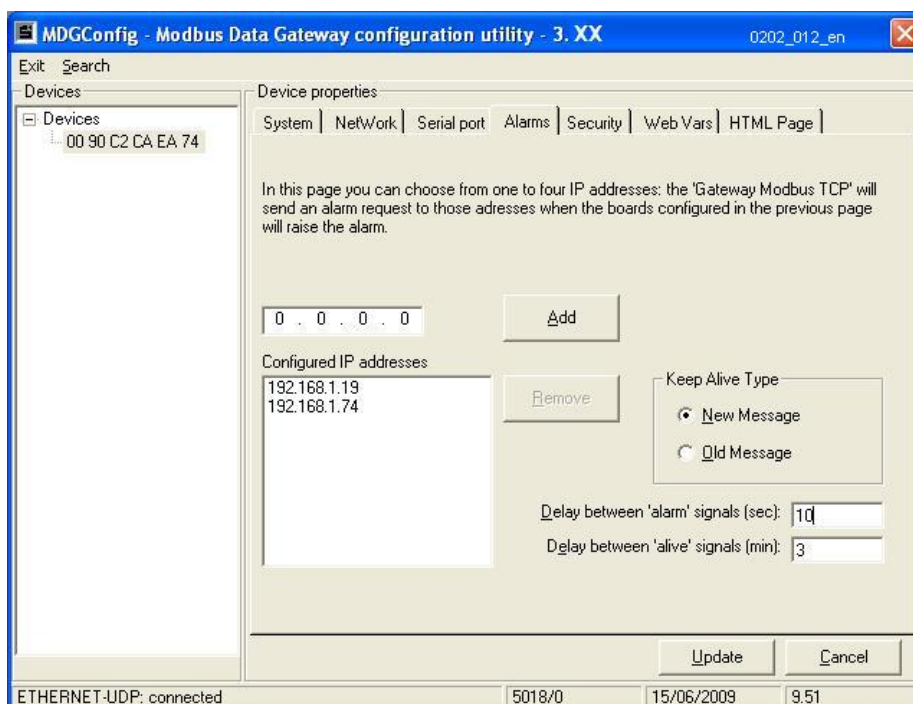 MDGConfig - Modbus Data Gateway configuration utility - 3. XX 0202_012_en
Exit Search
Devices
Devices
00 90 C2 CA EA 74
Device properties
System NetWork Serial port Alarms Security Web Vars HTML Page
In this page you can choose from one to four IP addresses: the 'Gateway Modbus TCP' will
send an alarm request to those adresses when the boards configured in the previous page
will raise the alarm.
0 . 0 . 0 . 0 Add
Configured IP addresses
192.168.1.19
192.168.1.74
Remove
Keep Alive Type
New Message
Old Message
Delay between 'alarm' signals (sec): 10
Delay between 'alive' signals (min): 3
Update Cancel
ETHERNET-UDP: connected 5018/0 15/06/2009 9.51